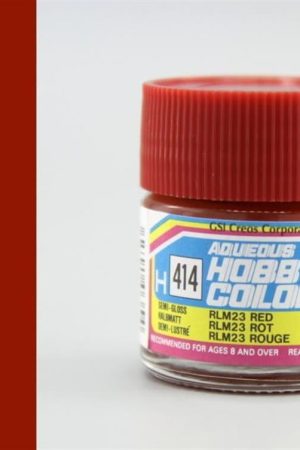 GSI Creos Corpora
AQUEOUS
HOBB
COLO
H 414
SEMI-GLOSS
HALBMATT
DEMI-LUSTRÉ
RLM23 RED
RLM23 ROT
RLM23 ROUGE
RECOMMENDED FOR AGES 8 AND OVER REA